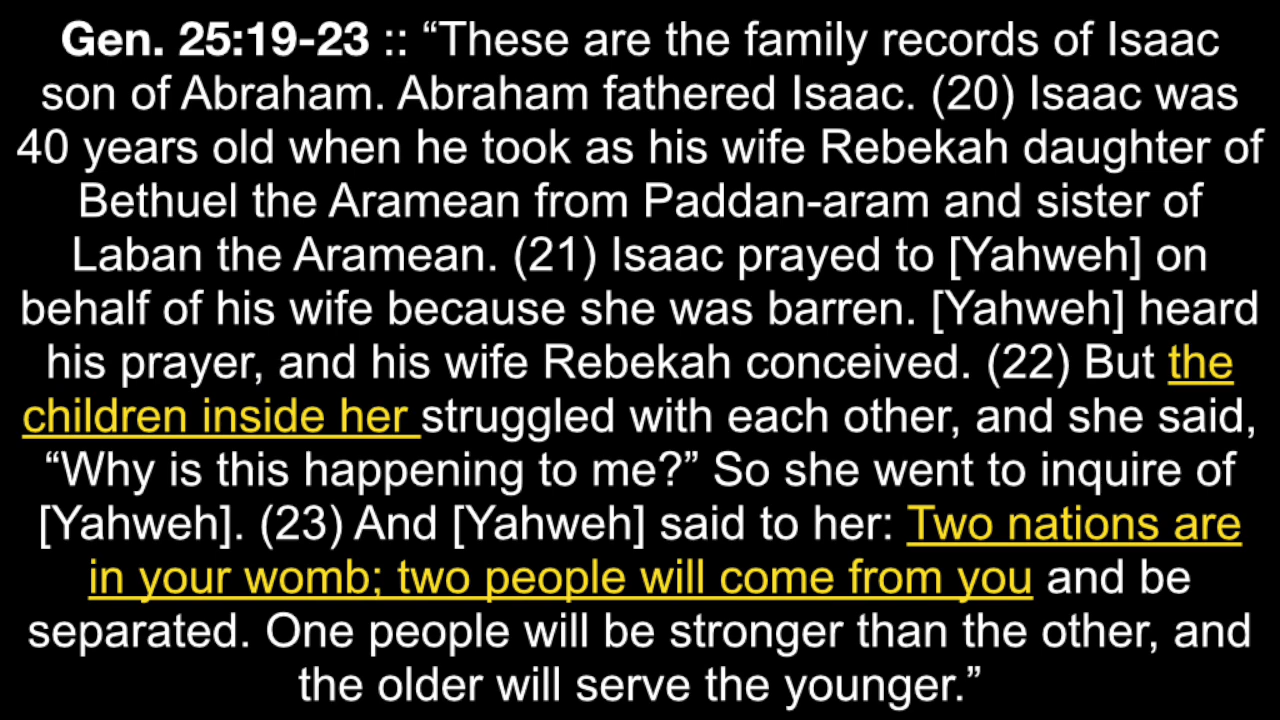 Gen. 25:19-23 :: “These are the family records of Isaac
son of Abraham. Abraham fathered Isaac. (20) Isaac was
40 years old when he took as his wife Rebekah daughter of
Bethuel the Aramean from Paddan-aram and sister of
Laban the Aramean. (21) Isaac prayed to [Yahweh] on
behalf of his wife because she was barren. [Yahweh] heard
his prayer, and his wife Rebekah conceived. (22) But the
children inside her struggled with each other, and she said,
“Why is this happening to me?” So she went to inquire of
[Yahweh]. (23) And [Yahweh] said to her: Two nations are
in your womb; two people will come from you and be
separated. One people will be stronger than the other, and
the older will serve the younger.”